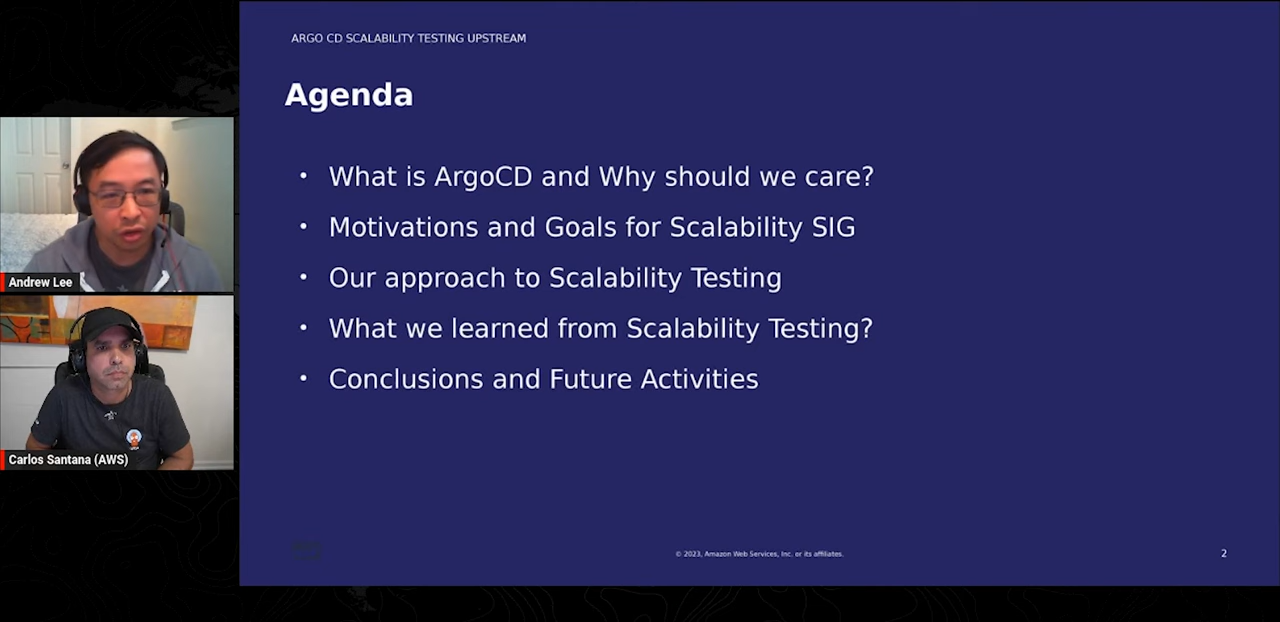 ARGO CD SCALABILITY TESTING UPSTREAM
Agenda
• What is ArgoCD and Why should we care?
• Motivations and Goals for Scalability SIG
• Our approach to Scalability Testing
• What we learned from Scalability Testing?
• Conclusions and Future Activities
Andrew Lee
Carlos Santana (AWS)
© 2023, Amazon Web Services, Inc. or its affiliates.
2